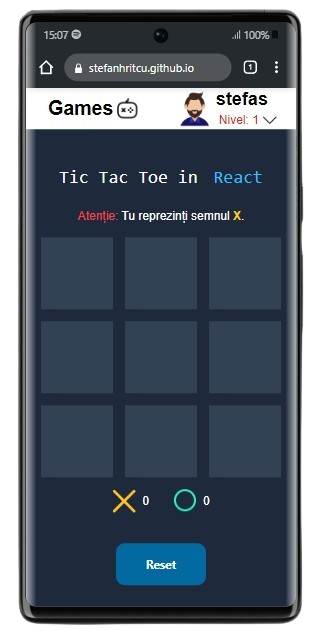 15:07
100%
stefanhritcu.github.io
1
Games
stefas
Nivel: 1
Tic Tac Toe in React
Atenție: Tu reprezinți semnul X.
0
0
Reset